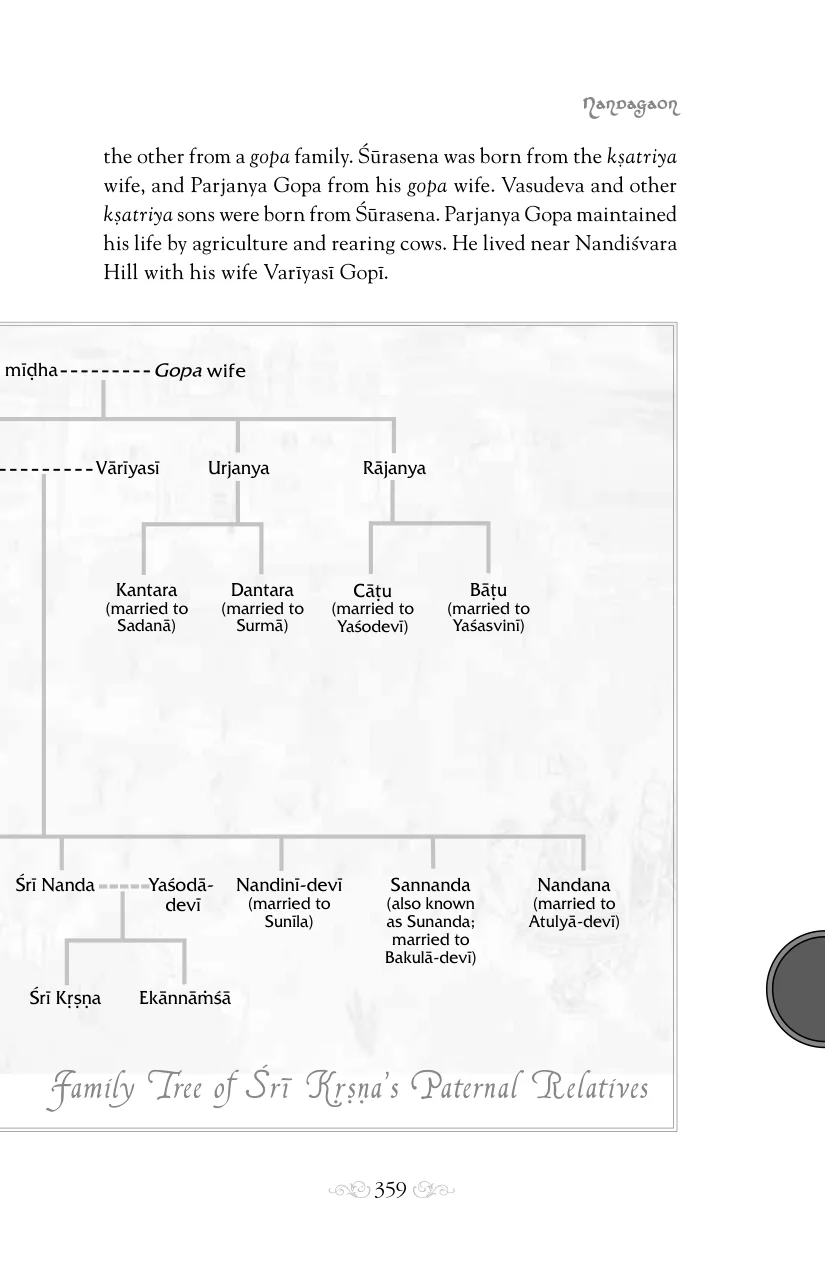 Nandagaon
the other from a gopa family. Śūrasena was born from the kṣatriya
wife, and Parjanya Gopa from his gopa wife. Vasudeva and other
kṣatriya sons were born from Śūrasena. Parjanya Gopa maintained
his life by agriculture and rearing cows. He lived near Nandiśvara
Hill with his wife Varīyasī Gopī.
mīḍha---------Gopa wife
Vārīyasī Urjanya Rājanya
Kantara Dantara Cāṭu Bāṭu
(married to (married to (married to (married to
Sadanā) Surmā) Yaśodevī) Yaśasvinī)
Śrī Nanda Yaśodā- Nandinī-devī Sannanda Nandana
devī (married to (also known (married to
Sunīla) as Sunanda; Atulyā-devī)
married to
Bakulā-devī)
Śrī Kṛṣṇa Ekānnāṁśā
Family Tree of Śrī Kṛṣṇa's Paternal Relatives
359